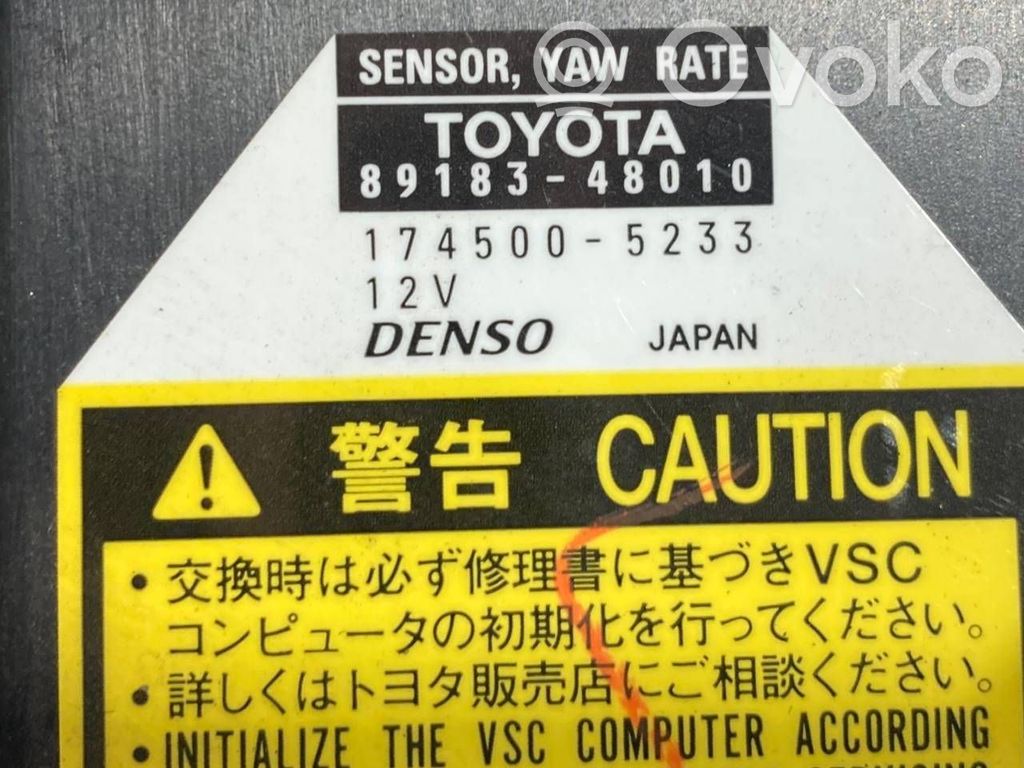 Ovoko
SENSOR, YAW RATE
TOYOTA
89183-48010
174500-5233
12V
DENSO JAPAN
警告 CAUTION
・交換時は必ず修理書に基づきVSC
コンピュータの初期化を行ってください。
・詳しくはトヨタ販売店にご相談ください。
・INITIALIZE THE VSC COMPUTER ACCORDING